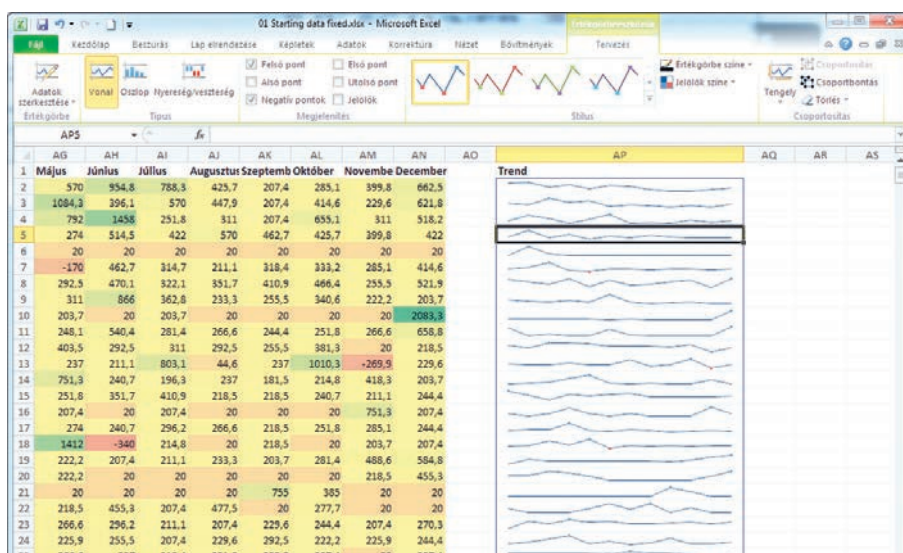 01 Starting data fixed.xlsx - Microsoft Excel
Fájl Kezdőlap Beszúrás Lap elrendezése Képletek Adatok Korrektúra Nézet Bővítmények Tervezés
Adatok szerkesztése
Vonal Oszlop Nyereség/veszteség
Felső pont Első pont
Alsó pont Utolsó pont
Negatív pontok Jelölők
Értékgörbe színe
Jelölők színe
Tengely
Csoportosítás
Csoportbontás
Törlés
Értékgörbe Típus Megjelenítés Stílus Csoportosítás
AP5 fx
AG AH AI AJ AK AL AM AN AO AP AQ AR AS
1 Május Június Július Augusztus Szeptemb Október Novembe December Trend
2 570 954,8 788,3 425,7 207,4 285,1 399,8 662,5
3 1084,3 396,1 570 447,9 207,4 414,6 229,6 621,8
4 792 1458 251,8 311 207,4 655,1 311 518,2
5 274 514,5 422 570 462,7 425,7 399,8 422
6 20 20 20 20 20 20 20 20
7 -170 462,7 314,7 211,1 318,4 333,2 285,1 414,6
8 292,5 470,1 322,1 351,7 410,9 466,4 255,5 521,9
9 311 866 362,8 233,3 255,5 340,6 222,2 203,7
10 203,7 20 203,7 20 20 20 20 2083,3
11 248,1 540,4 281,4 266,6 244,4 251,8 266,6 658,8
12 403,5 292,5 311 292,5 255,5 381,3 20 218,5
13 237 211,1 803,1 44,6 237 1010,3 -269,9 229,6
14 751,3 240,7 196,3 237 181,5 214,8 418,3 203,7
15 251,8 351,7 410,9 218,5 218,5 240,7 211,1 244,4
16 207,4 20 207,4 20 20 20 751,3 207,4
17 274 240,7 296,2 266,6 218,5 251,8 285,1 244,4
18 1412 -340 214,8 20 218,5 20 203,7 207,4
19 222,2 207,4 211,1 233,3 203,7 281,4 488,6 584,8
20 222,2 20 20 20 20 20 218,5 455,3
21 20 20 20 20 755 385 20 20
22 218,5 455,3 207,4 477,5 20 277,7 20 20
23 266,6 296,2 211,1 207,4 229,6 244,4 207,4 270,3
24 225,9 255,5 207,4 229,6 292,5 222,2 225,9 244,4